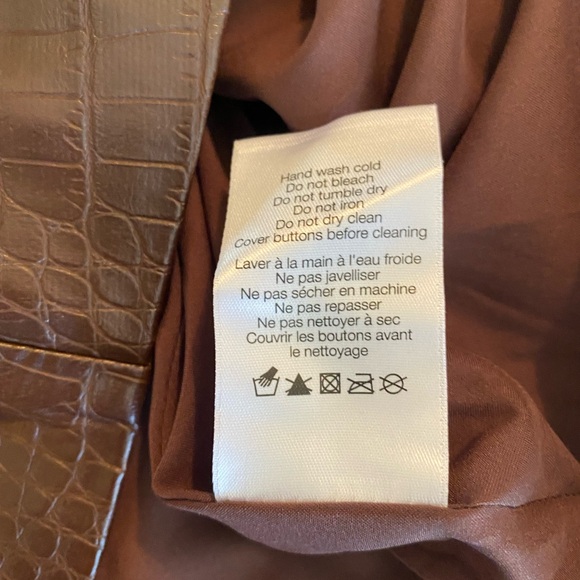 Hand wash cold
Do not bleach
Do not tumble dry
Do not iron
Do not dry clean
Cover buttons before cleaning
Laver à la main à l'eau froide
Ne pas javelliser
Ne pas sécher en machine
Ne pas repasser
Ne pas nettoyer à sec
Couvrir les boutons avant
le nettoyage